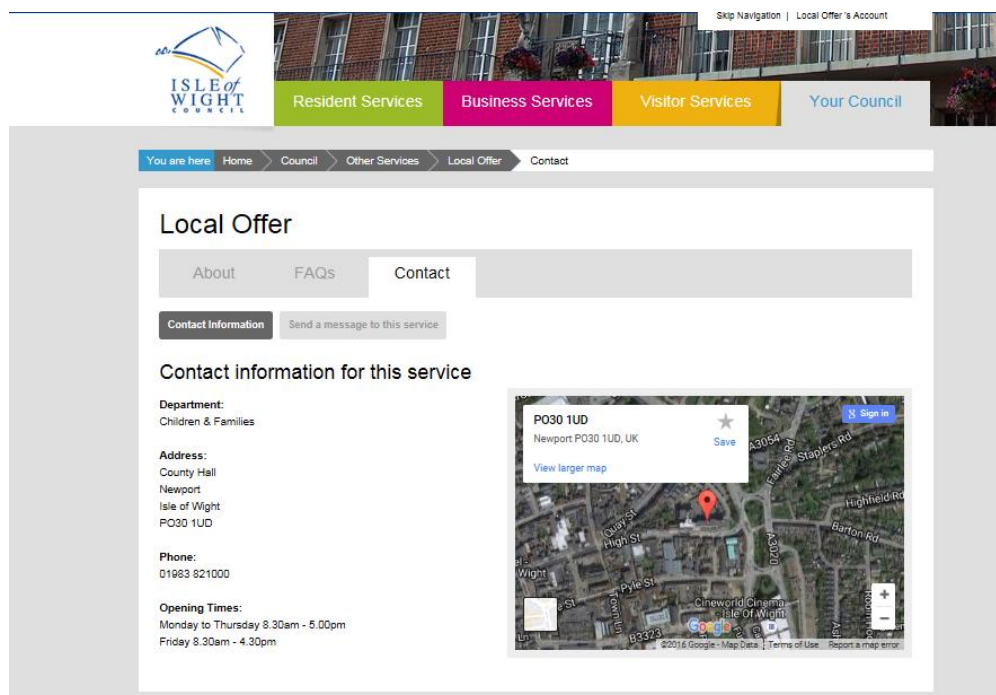 Skip Navigation | Local Offer 's Account
ISLE of
WIGHT
COUNCIL
Resident Services
Business Services
Visitor Services
Your Council
You are here
Home
Council
Other Services
Local Offer
Contact
Local Offer
About
FAQs
Contact
Contact Information
Send a message to this service
Contact information for this service
Department:
Children & Families
Address:
County Hall
Newport
Isle of Wight
PO30 1UD
Phone:
01983 821000
Opening Times:
Monday to Thursday 8.30am - 5.00pm
Friday 8.30am - 4.30pm
PO30 1UD
Newport PO30 1UD, UK
Save
View larger map
8 Sign in
A3054
Staplers Rd
Fairlee Rd
Highfield Rd
Barton Rd
Quay St
High St
A3020
Wight
Pyle St
Town Ln
Cineworld Cinema
- Isle Of Wight
B3323
Google
+
−
©2016 Google - Map Data
Terms of Use
Report a map error